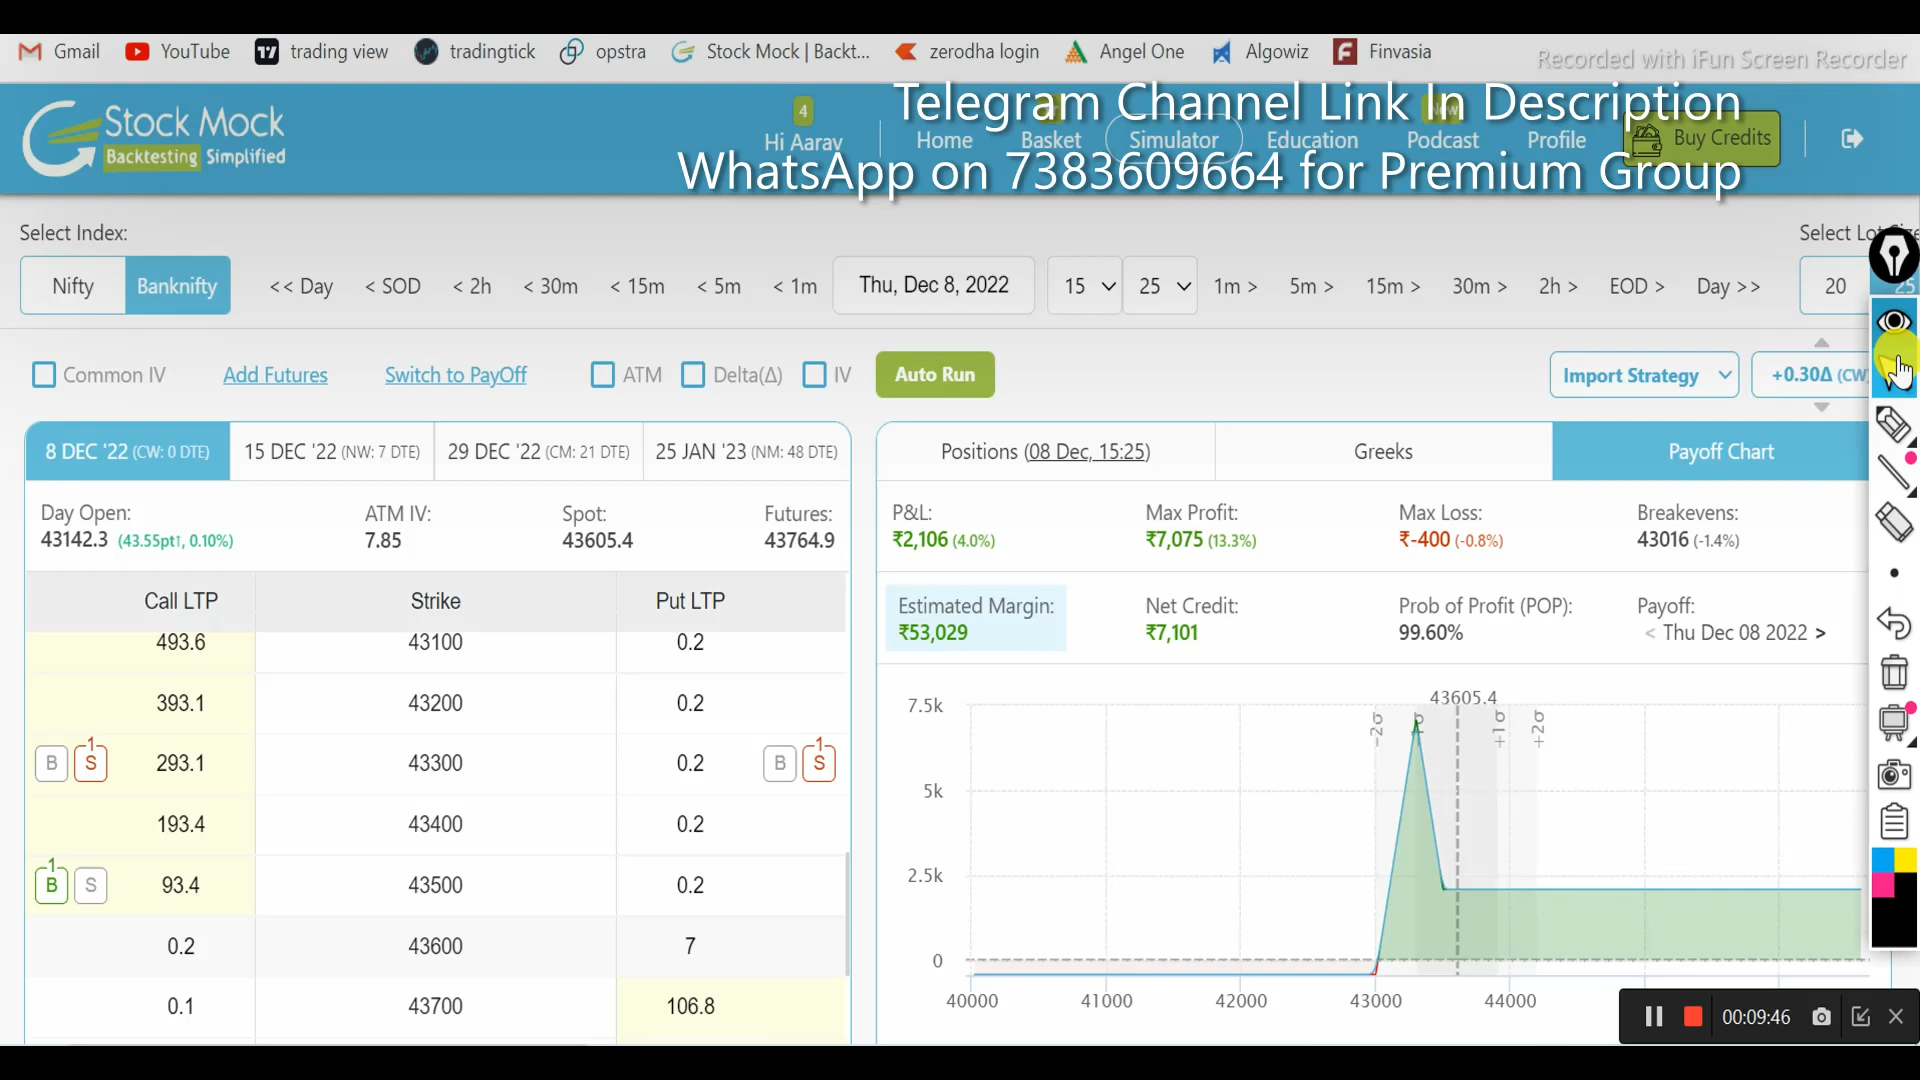 Gmail YouTube trading view tradingtick opstra Stock Mock | Backt... zerodha login Angel One Algowiz Finvasia
Recorded with iFun Screen Recorder
Telegram Channel Link In Description
WhatsApp on 7383609664 for Premium Group
Stock Mock
Backtesting Simplified
4
Hi Aarav Home Basket Simulator Education Podcast Profile Buy Credits
New
Select Index:
Nifty Banknifty << Day < SOD < 2h < 30m < 15m < 5m < 1m Thu, Dec 8, 2022 15 25 1m > 5m > 15m > 30m > 2h > EOD > Day >> 20 25
Common IV Add Futures Switch to PayOff ATM Delta(Δ) IV Auto Run Import Strategy +0.30Δ (CW
8 DEC '22 (CW: 0 DTE) 15 DEC '22 (NW: 7 DTE) 29 DEC '22 (CM: 21 DTE) 25 JAN '23 (NM: 48 DTE)
Day Open: ATM IV: Spot: Futures:
43142.3 (43.55pt↑, 0.10%) 7.85 43605.4 43764.9
Call LTP Strike Put LTP
493.6 43100 0.2
393.1 43200 0.2
B S 1 293.1 43300 0.2 B S 1
193.4 43400 0.2
B 1 S 93.4 43500 0.2
0.2 43600 7
0.1 43700 106.8
Positions (08 Dec, 15:25) Greeks Payoff Chart
P&L: Max Profit: Max Loss: Breakevens:
₹2,106 (4.0%) ₹7,075 (13.3%) ₹-400 (-0.8%) 43016 (-1.4%)
Estimated Margin: Net Credit: Prob of Profit (POP): Payoff:
₹53,029 ₹7,101 99.60% < Thu Dec 08 2022 >
43605.4
-2σ +1σ +2σ
7.5k
5k
2.5k
0
40000 41000 42000 43000 44000
00:09:46